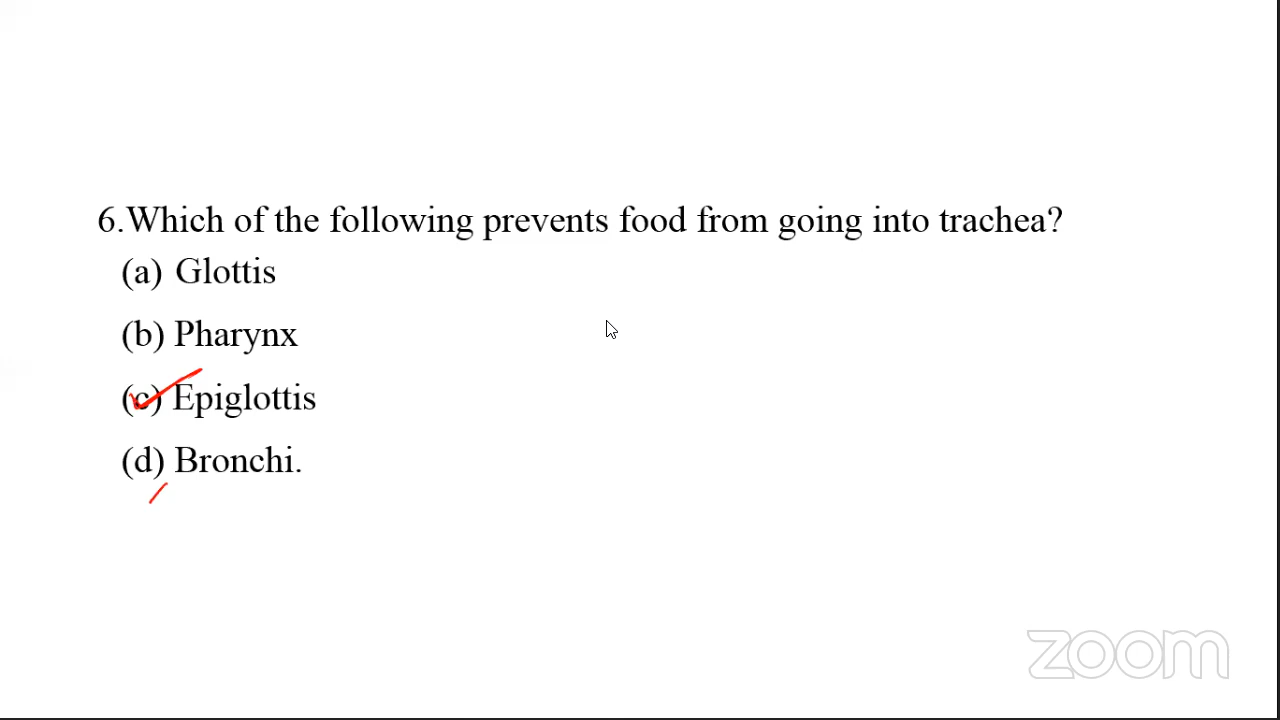 6.Which of the following prevents food from going into trachea?
(a) Glottis
(b) Pharynx
(c) Epiglottis
(d) Bronchi.
zoom